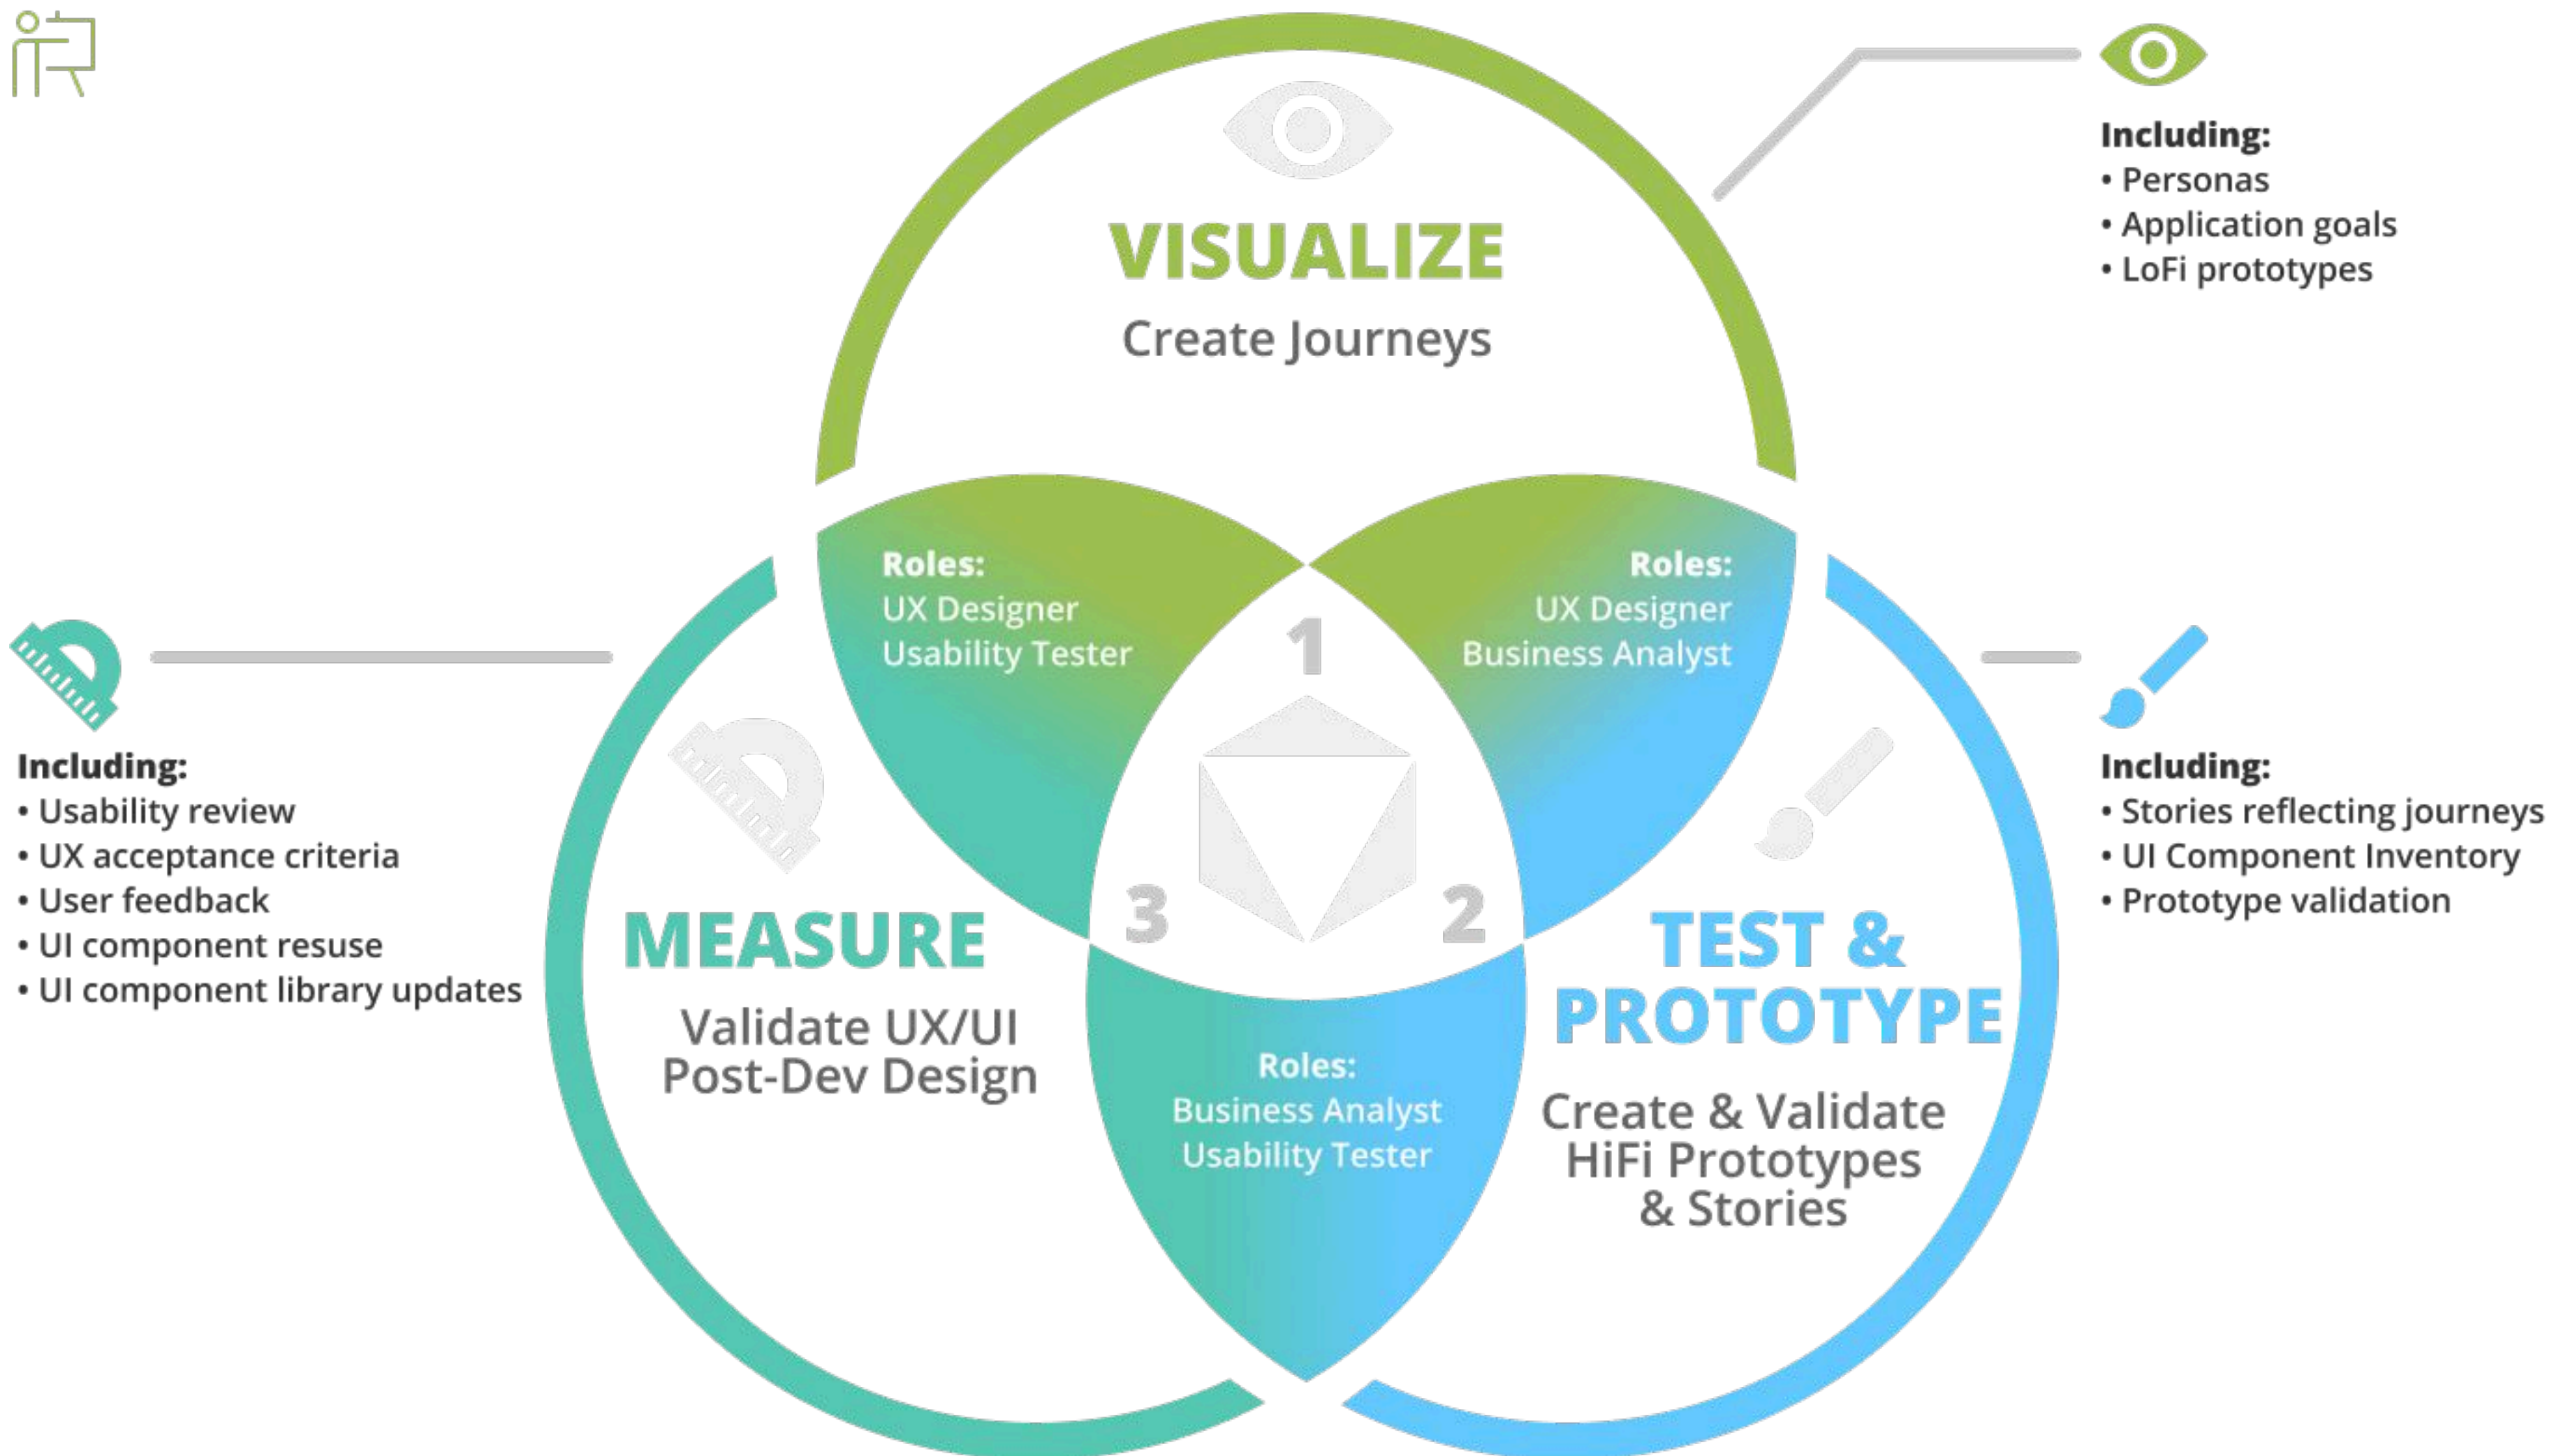 VISUALIZE
Create Journeys
Including:
• Personas
• Application goals
• LoFi prototypes
Roles:
UX Designer
Usability Tester
Roles:
UX Designer
Business Analyst
1
2
3
Including:
• Usability review
• UX acceptance criteria
• User feedback
• UI component resuse
• UI component library updates
MEASURE
Validate UX/UI
Post-Dev Design
Roles:
Business Analyst
Usability Tester
TEST &
PROTOTYPE
Create & Validate
HiFi Prototypes
& Stories
Including:
• Stories reflecting journeys
• UI Component Inventory
• Prototype validation